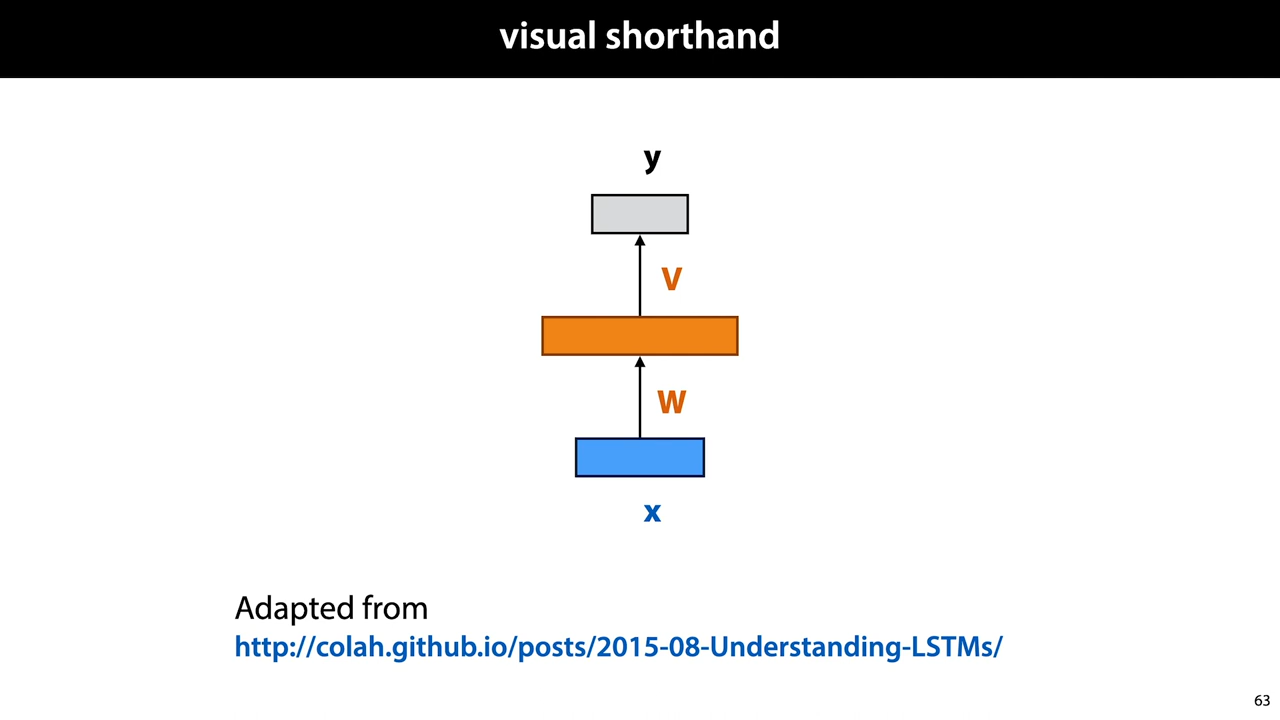 visual shorthand
y
V
W
x
Adapted from
http://colah.github.io/posts/2015-08-Understanding-LSTMs/
63